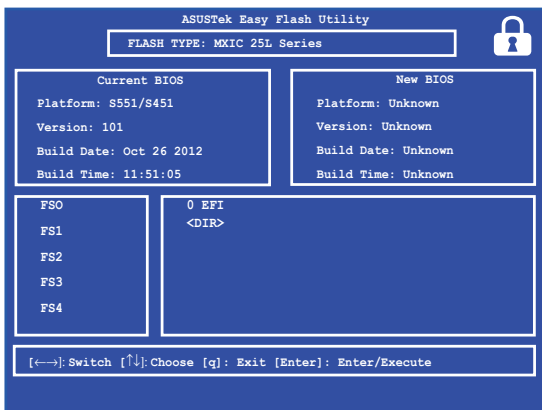 ASUSTek Easy Flash Utility
FLASH TYPE: MXIC 25L Series
Current BIOS
Platform: S551/S451
Version: 101
Build Date: Oct 26 2012
Build Time: 11:51:05
New BIOS
Platform: Unknown
Version: Unknown
Build Date: Unknown
Build Time: Unknown
FSO
FS1
FS2
FS3
FS4
0 EFI
<DIR>
[←→]: Switch [↑↓]: Choose [q]: Exit [Enter]: Enter/Execute